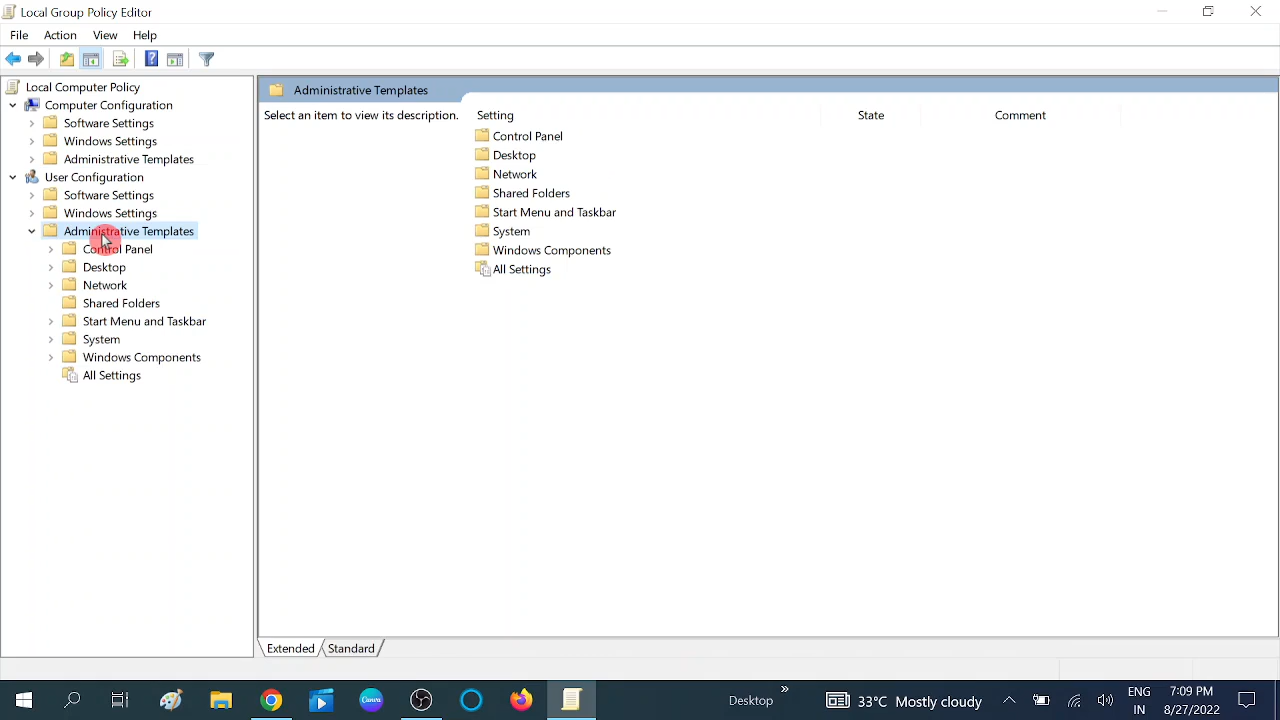 Local Group Policy Editor
File Action View Help
Local Computer Policy
Computer Configuration
Software Settings
Windows Settings
Administrative Templates
User Configuration
Software Settings
Windows Settings
Administrative Templates
Control Panel
Desktop
Network
Shared Folders
Start Menu and Taskbar
System
Windows Components
All Settings
Administrative Templates
Select an item to view its description.
Setting State Comment
Control Panel
Desktop
Network
Shared Folders
Start Menu and Taskbar
System
Windows Components
All Settings
Extended Standard
Canva
Desktop
33°C Mostly cloudy
ENG
IN
7:09 PM
8/27/2022